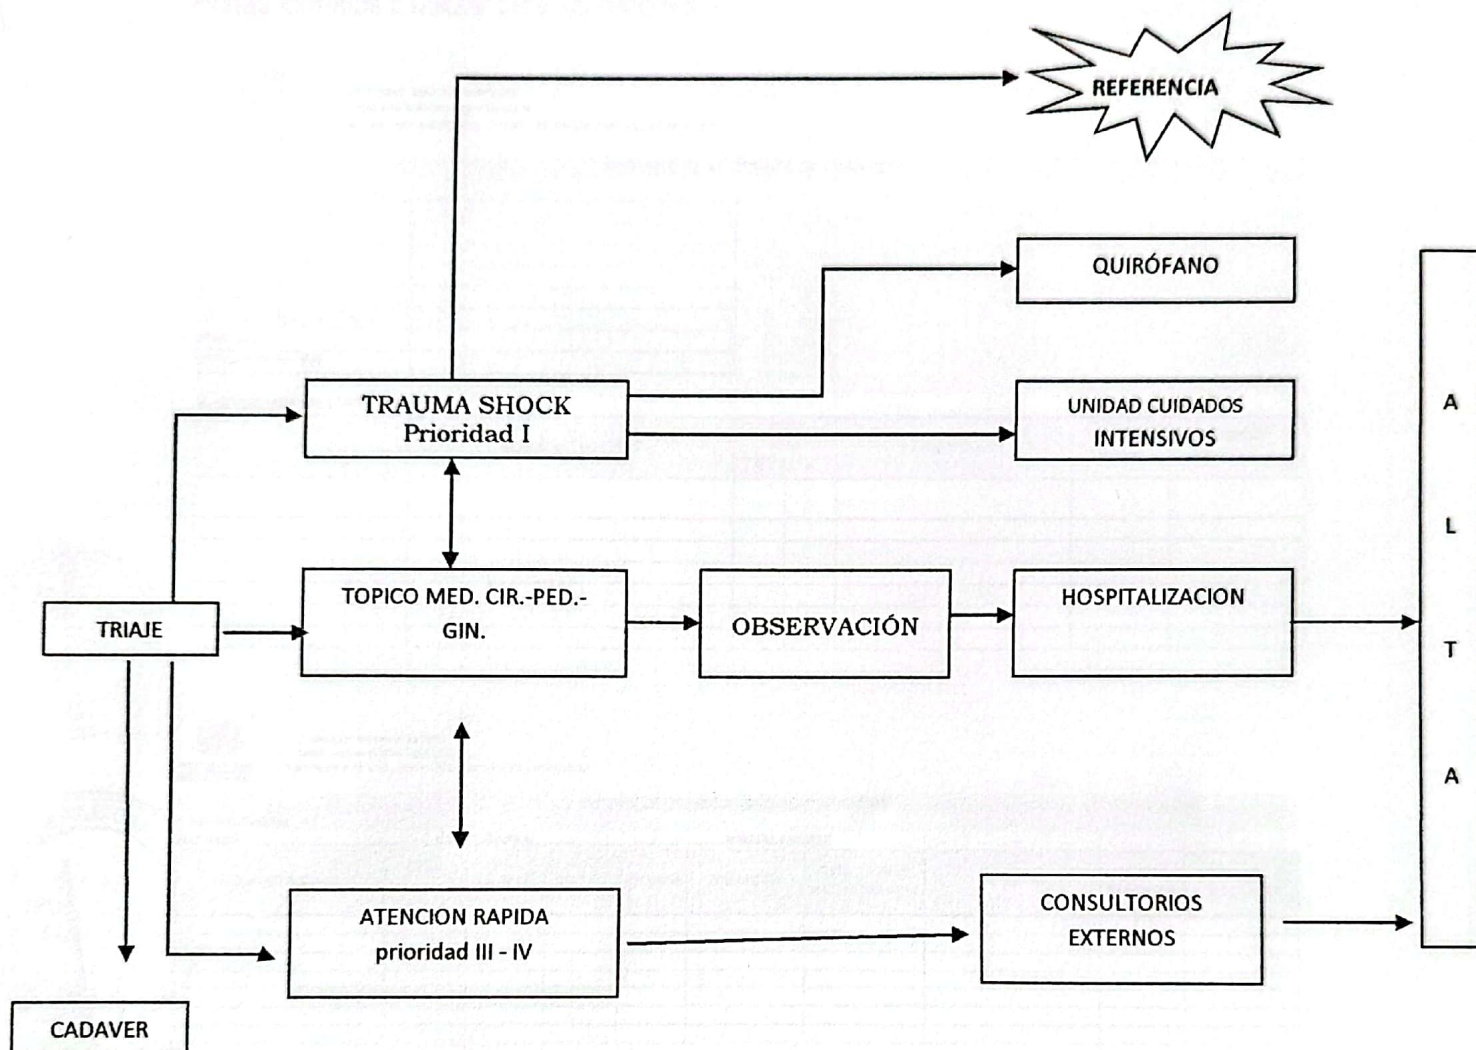 REFERENCIA
QUIRÓFANO
TRAUMA SHOCK
Prioridad I
UNIDAD CUIDADOS
INTENSIVOS
TRIAJE
TOPICO MED. CIR.-PED.-
GIN.
OBSERVACIÓN
HOSPITALIZACION
A
L
T
A
ATENCION RAPIDA
prioridad III - IV
CONSULTORIOS
EXTERNOS
CADAVER